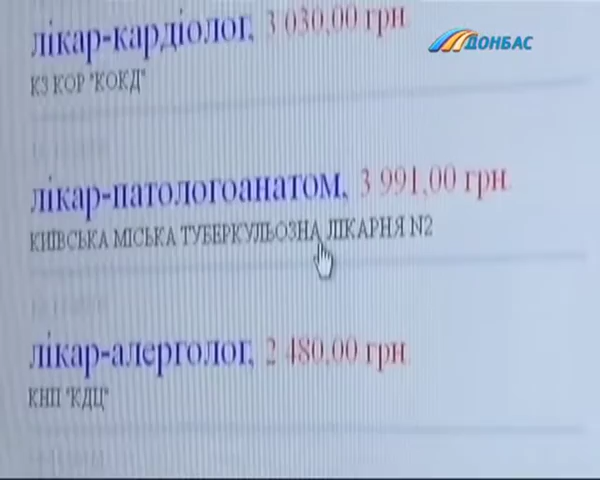 лікар-кардіолог, 3 030,00 грн.
ДОНБАС
КЗ КОР "КОКД"
лікар-патологоанатом, 3 991,00 грн.
КИЇВСЬКА МІСЬКА ТУБЕРКУЛЬОЗНА ЛІКАРНЯ N2
лікар-алерголог, 2 480,00 грн.
КНП "КДЦ"